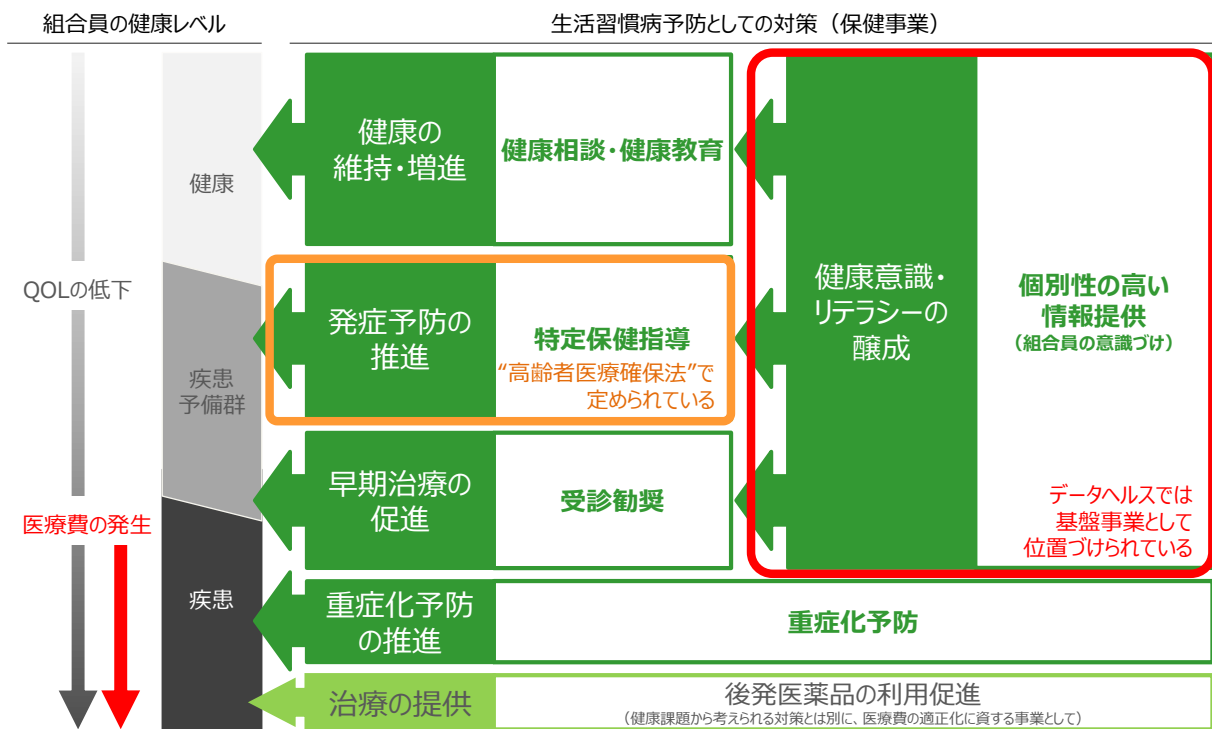 組合員の健康レベル
生活習慣病予防としての対策（保健事業）
QOLの低下
医療費の発生
健康
疾患
予備群
疾患
健康の
維持・増進
健康相談・健康教育
発症予防の
推進
特定保健指導
“高齢者医療確保法”で
定められている
早期治療の
促進
受診勧奨
健康意識・
リテラシーの
醸成
個別性の高い
情報提供
（組合員の意識づけ）
データヘルスでは
基盤事業として
位置づけられている
重症化予防
の推進
重症化予防
治療の提供
後発医薬品の利用促進
（健康課題から考えられる対策とは別に、医療費の適正化に資する事業として）